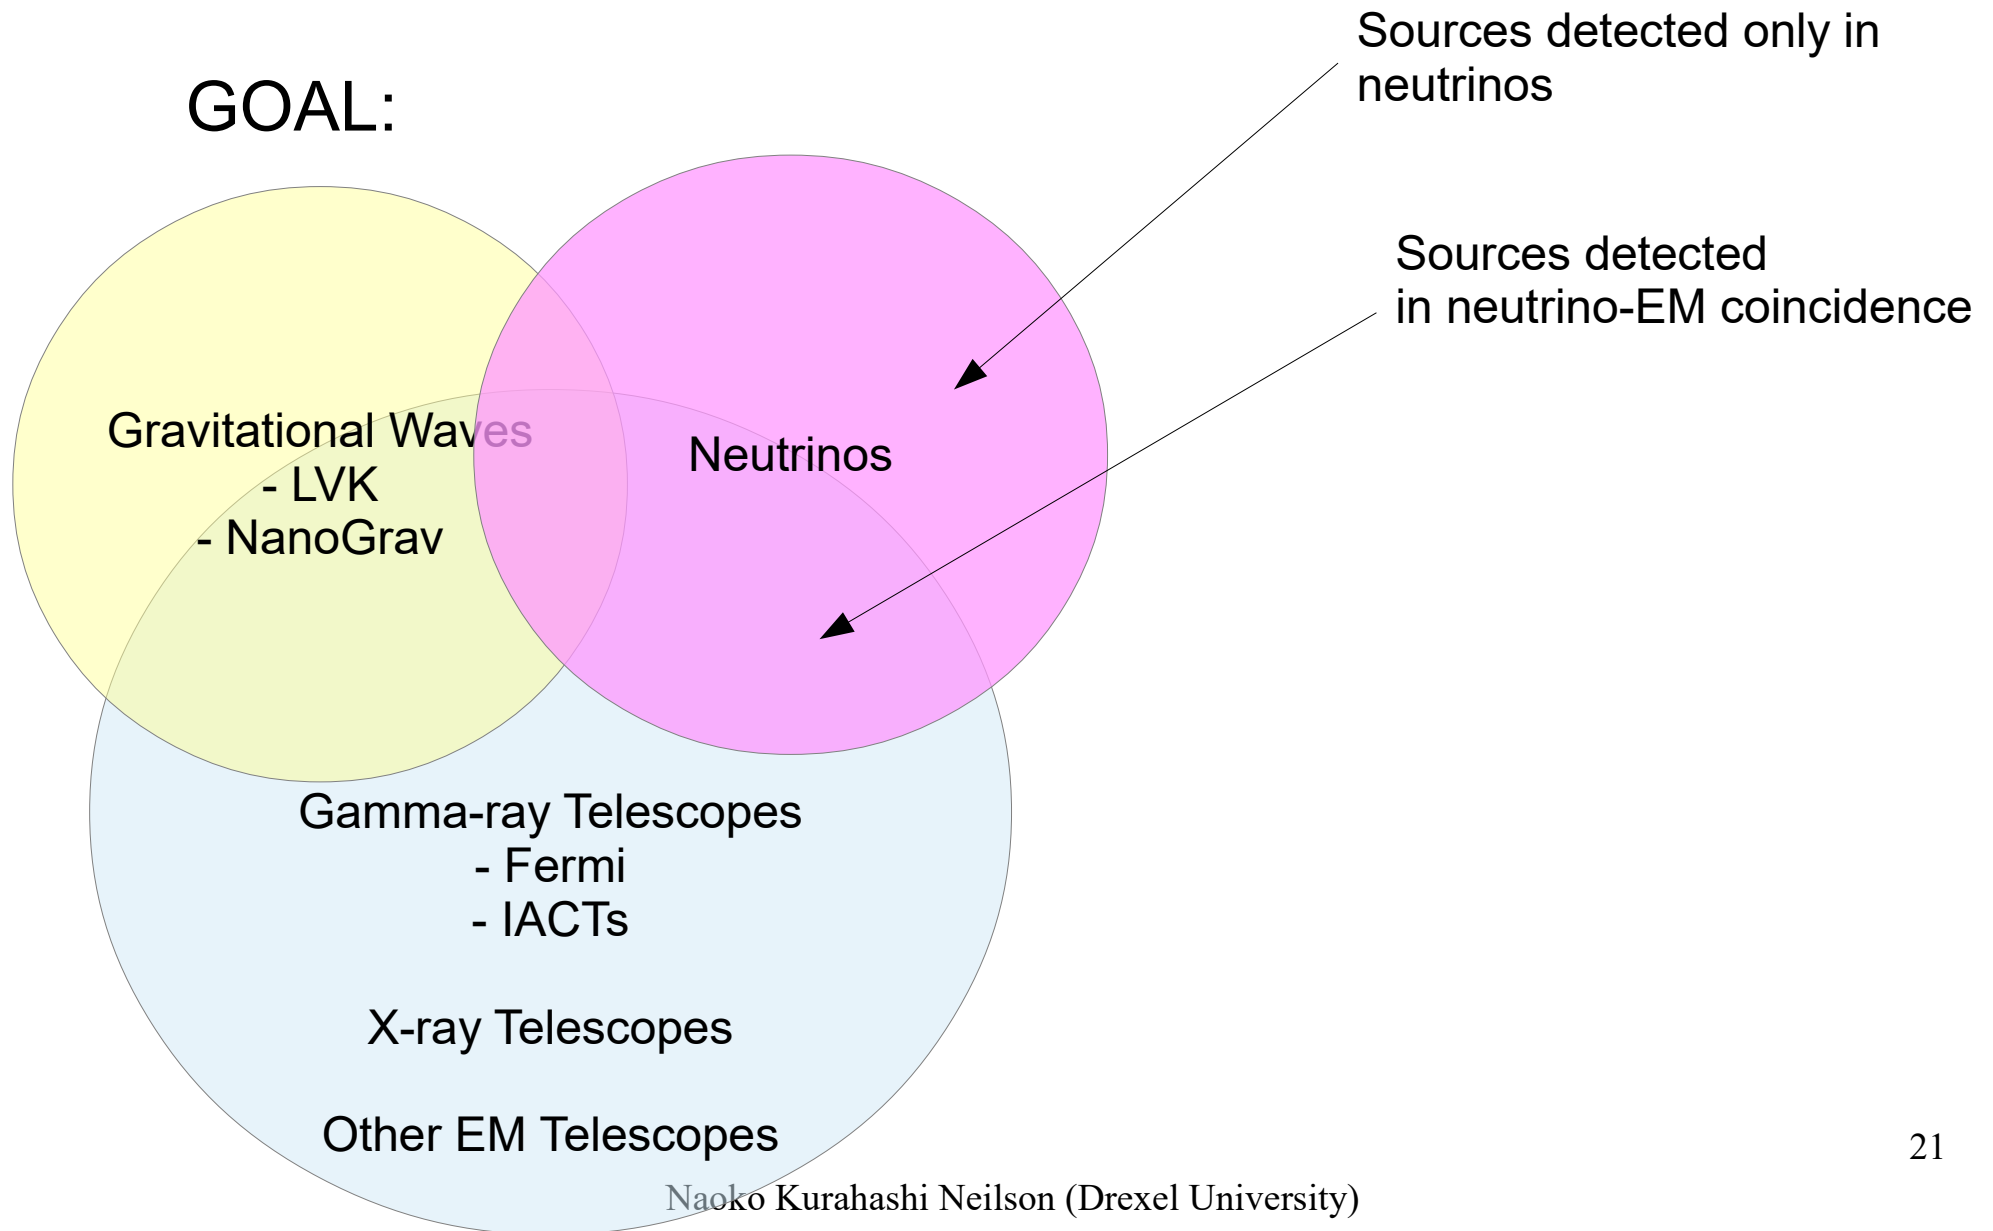 GOAL:
Sources detected only in
neutrinos
Sources detected
in neutrino-EM coincidence
Gravitational Waves
- LVK
- NanoGrav
Neutrinos
Gamma-ray Telescopes
- Fermi
- IACTs
X-ray Telescopes
Other EM Telescopes
21
Naoko Kurahashi Neilson (Drexel University)